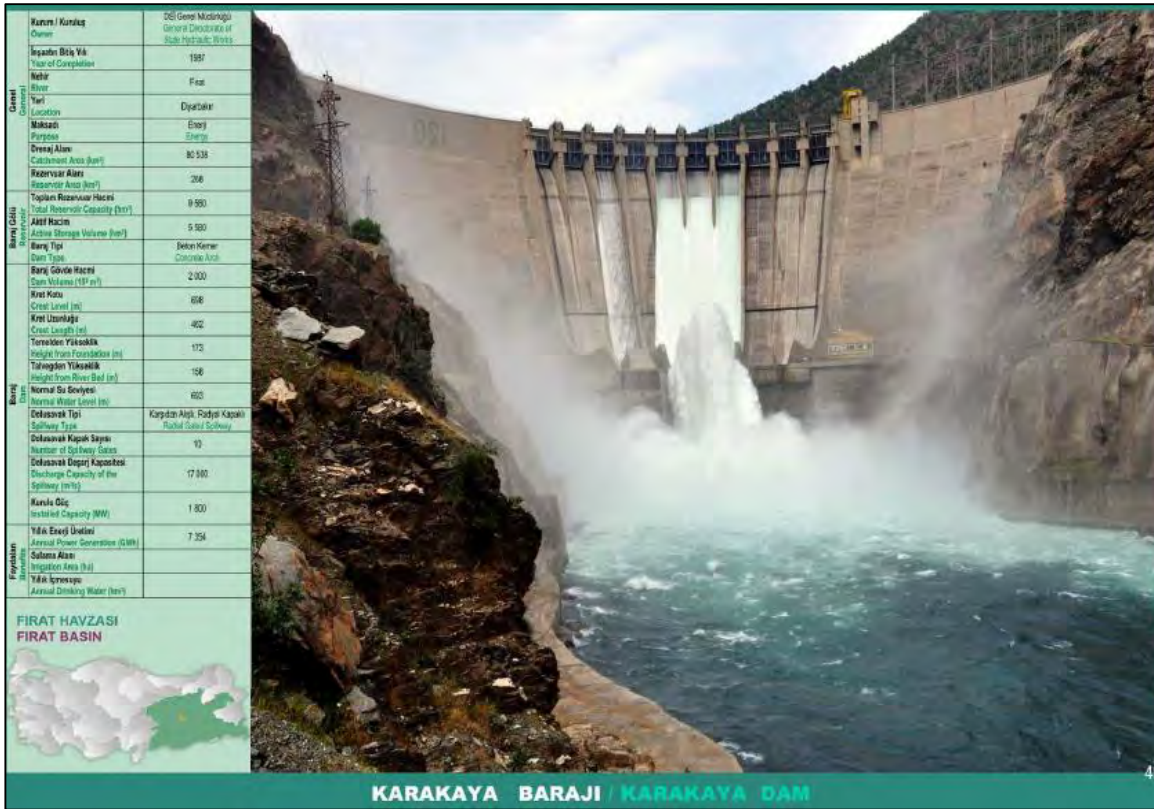 Genel
General
Kurum / Kuruluş
Owner
DSİ Genel Müdürlüğü
General Directorate of
State Hydraulic Works
İnşaatın Bitiş Yılı
Year of Completion
1987
Nehir
River
Fırat
Yeri
Location
Diyarbakır
Maksadı
Purpose
Enerji
Energy
Drenaj Alanı
Catchment Area (km²)
80 538
Rezervuar Alanı
Reservoir Area (km²)
268
Baraj Gölü
Reservoir
Toplam Rezervuar Hacmi
Total Reservoir Capacity (hm³)
Aktif Hacim
Active Storage Volume (hm³)
5 580
Baraj Tipi
Dam Type
Beton Kemer
Concrete Arch
Baraj
Dam
Baraj Gövde Hacmi
Dam Volume (10³ m³)
2 000
Kret Kotu
Crest Level (m)
698
Kret Uzunluğu
Crest Length (m)
462
Temelden Yükseklik
Height from Foundation (m)
173
Talvegden Yükseklik
Height from River Bed (m)
158
Normal Su Seviyesi
Normal Water Level (m)
693
Dolusavak Tipi
Spillway Type
Karşıdan Alışlı, Radyal Kapaklı
Radial Gated Spillway
Dolusavak Kapak Sayısı
Number of Spillway Gates
10
Dolusavak Deşarj Kapasitesi
Discharge Capacity of the
Spillway (m³/s)
17 000
Kurulu Güç
Installed Capacity (MW)
1 800
Faydaları
Benefits
Yıllık Enerji Üretimi
Annual Power Generation (GWh)
7 354
Sulama Alanı
Irrigation Area (ha)
Yıllık İçmesuyu
Annual Drinking Water (hm³)
FIRAT HAVZASI
FIRAT BASIN
KARAKAYA BARAJI / KARAKAYA DAM
4